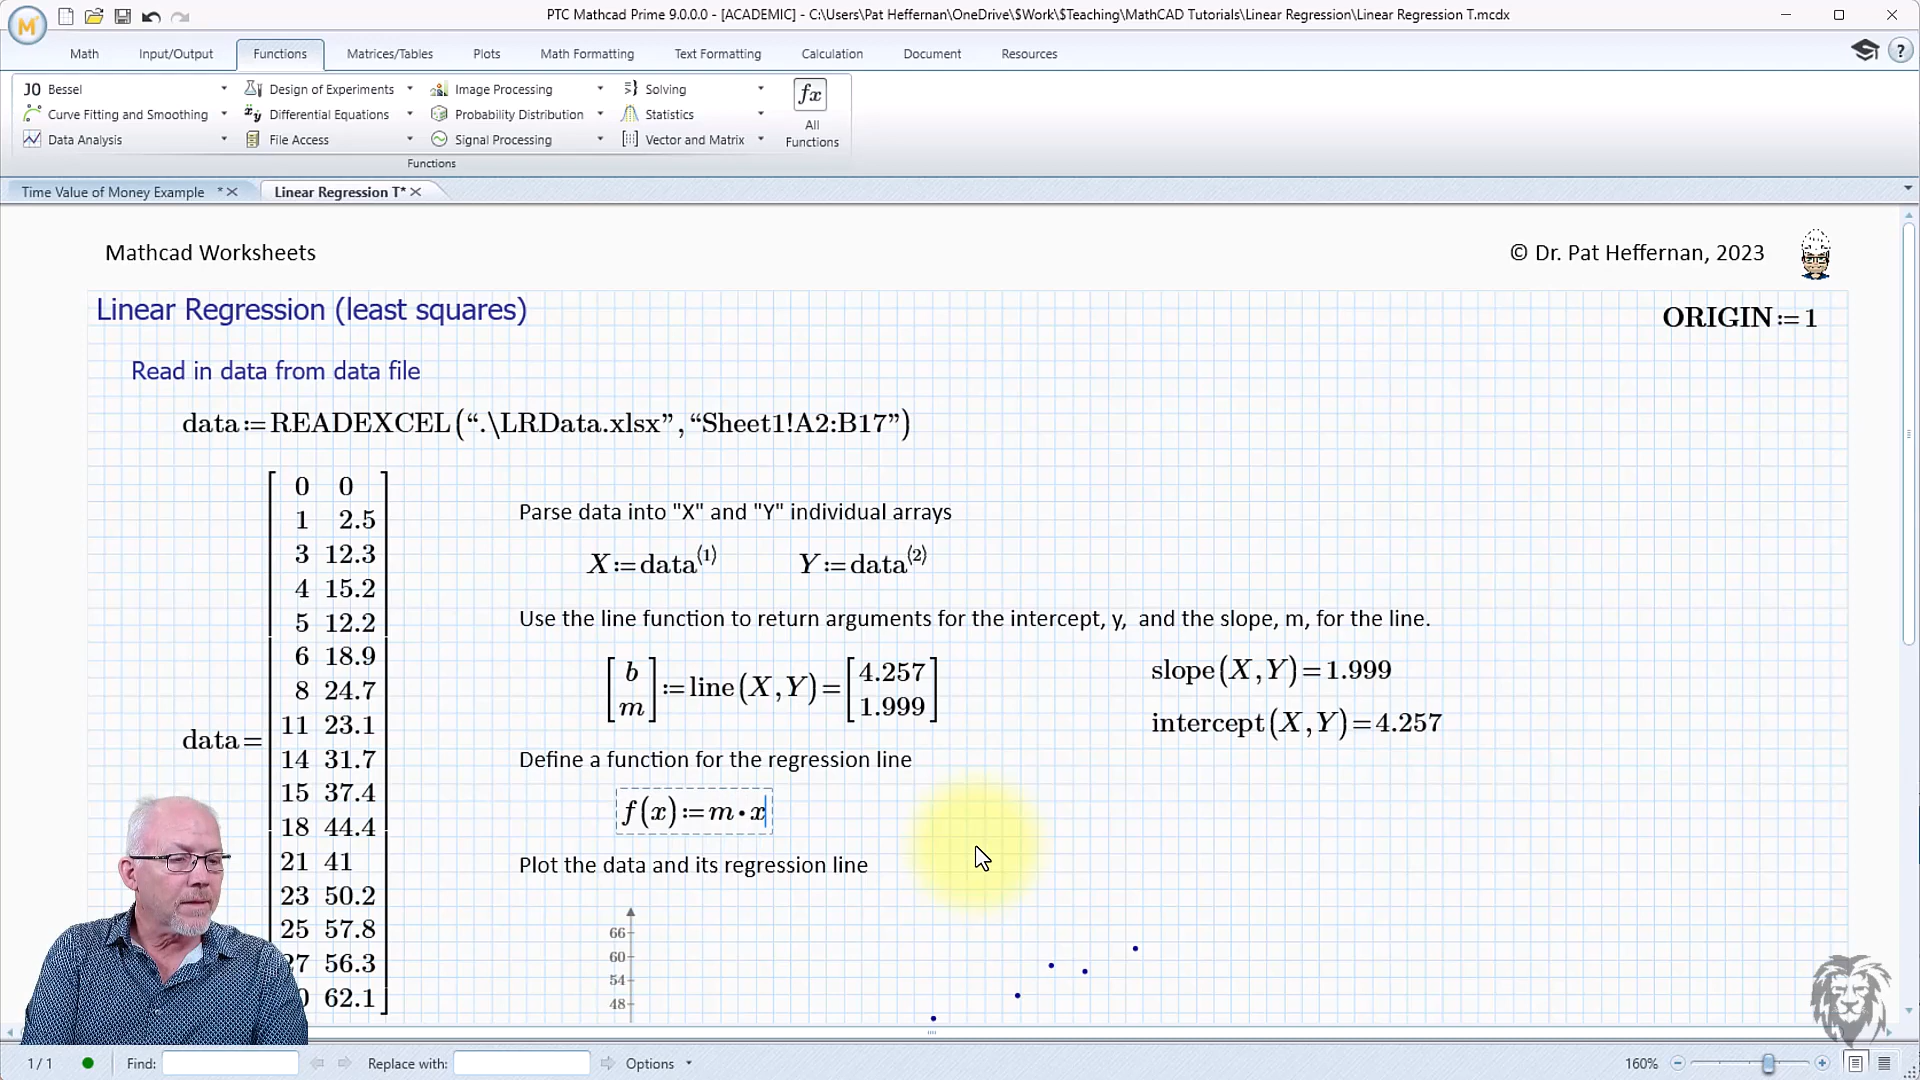 PTC Mathcad Prime 9.0.0.0 - [ACADEMIC] - C:\Users\Pat Heffernan\OneDrive\$Work\$Teaching\MathCAD Tutorials\Linear Regression\Linear Regression T.mcdx
Math Input/Output Functions Matrices/Tables Plots Math Formatting Text Formatting Calculation Document Resources
J0 Bessel Design of Experiments Image Processing Solving
Curve Fitting and Smoothing Differential Equations Probability Distribution Statistics
Data Analysis File Access Signal Processing Vector and Matrix
fx
All
Functions
Functions
Time Value of Money Example * Linear Regression T*
Mathcad Worksheets
© Dr. Pat Heffernan, 2023
Linear Regression (least squares)
ORIGIN:=1
Read in data from data file
data:=READEXCEL(“.\LRData.xlsx”,“Sheet1!A2:B17”)
data=
0 0
1 2.5
3 12.3
4 15.2
5 12.2
6 18.9
8 24.7
11 23.1
14 31.7
15 37.4
18 44.4
21 41
23 50.2
25 57.8
7 56.3
0 62.1
Parse data into "X" and "Y" individual arrays
X:=data⟨1⟩ Y:=data⟨2⟩
Use the line function to return arguments for the intercept, y, and the slope, m, for the line.
[b m]:=line(X,Y)=[4.257 1.999]
slope(X,Y)=1.999
intercept(X,Y)=4.257
Define a function for the regression line
f(x):=m·x
Plot the data and its regression line
66
60
54
48
1 / 1 Find: Replace with: Options 160%